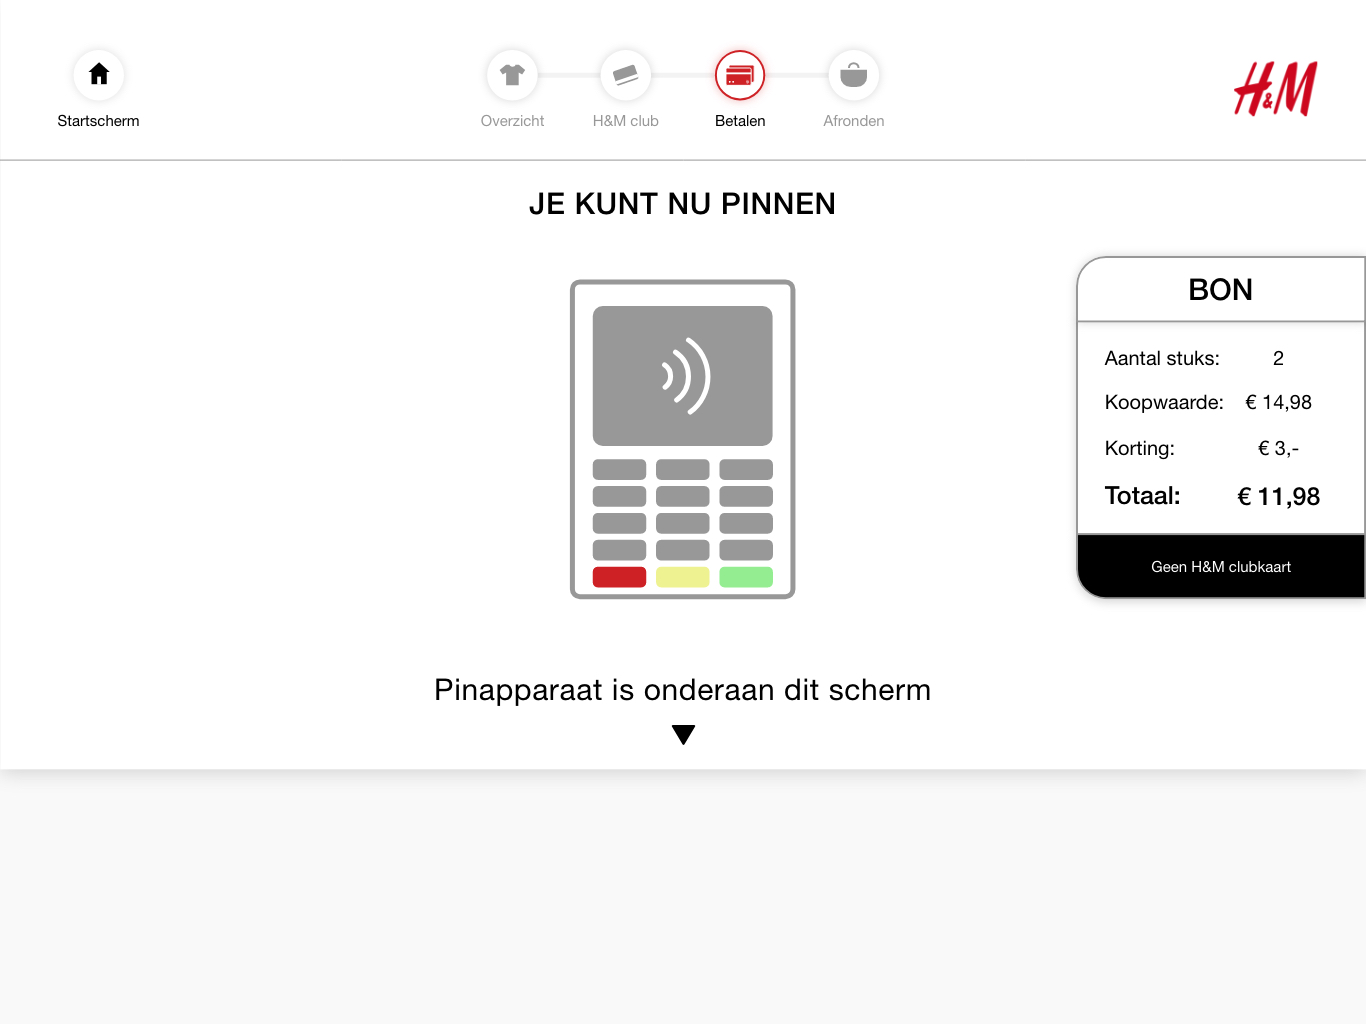 Startscherm
Overzicht
H&M club
Betalen
Afronden
H&M
JE KUNT NU PINNEN
BON
Aantal stuks: 2
Koopwaarde: € 14,98
Korting: € 3,-
Totaal: € 11,98
Geen H&M clubkaart
Pinapparaat is onderaan dit scherm